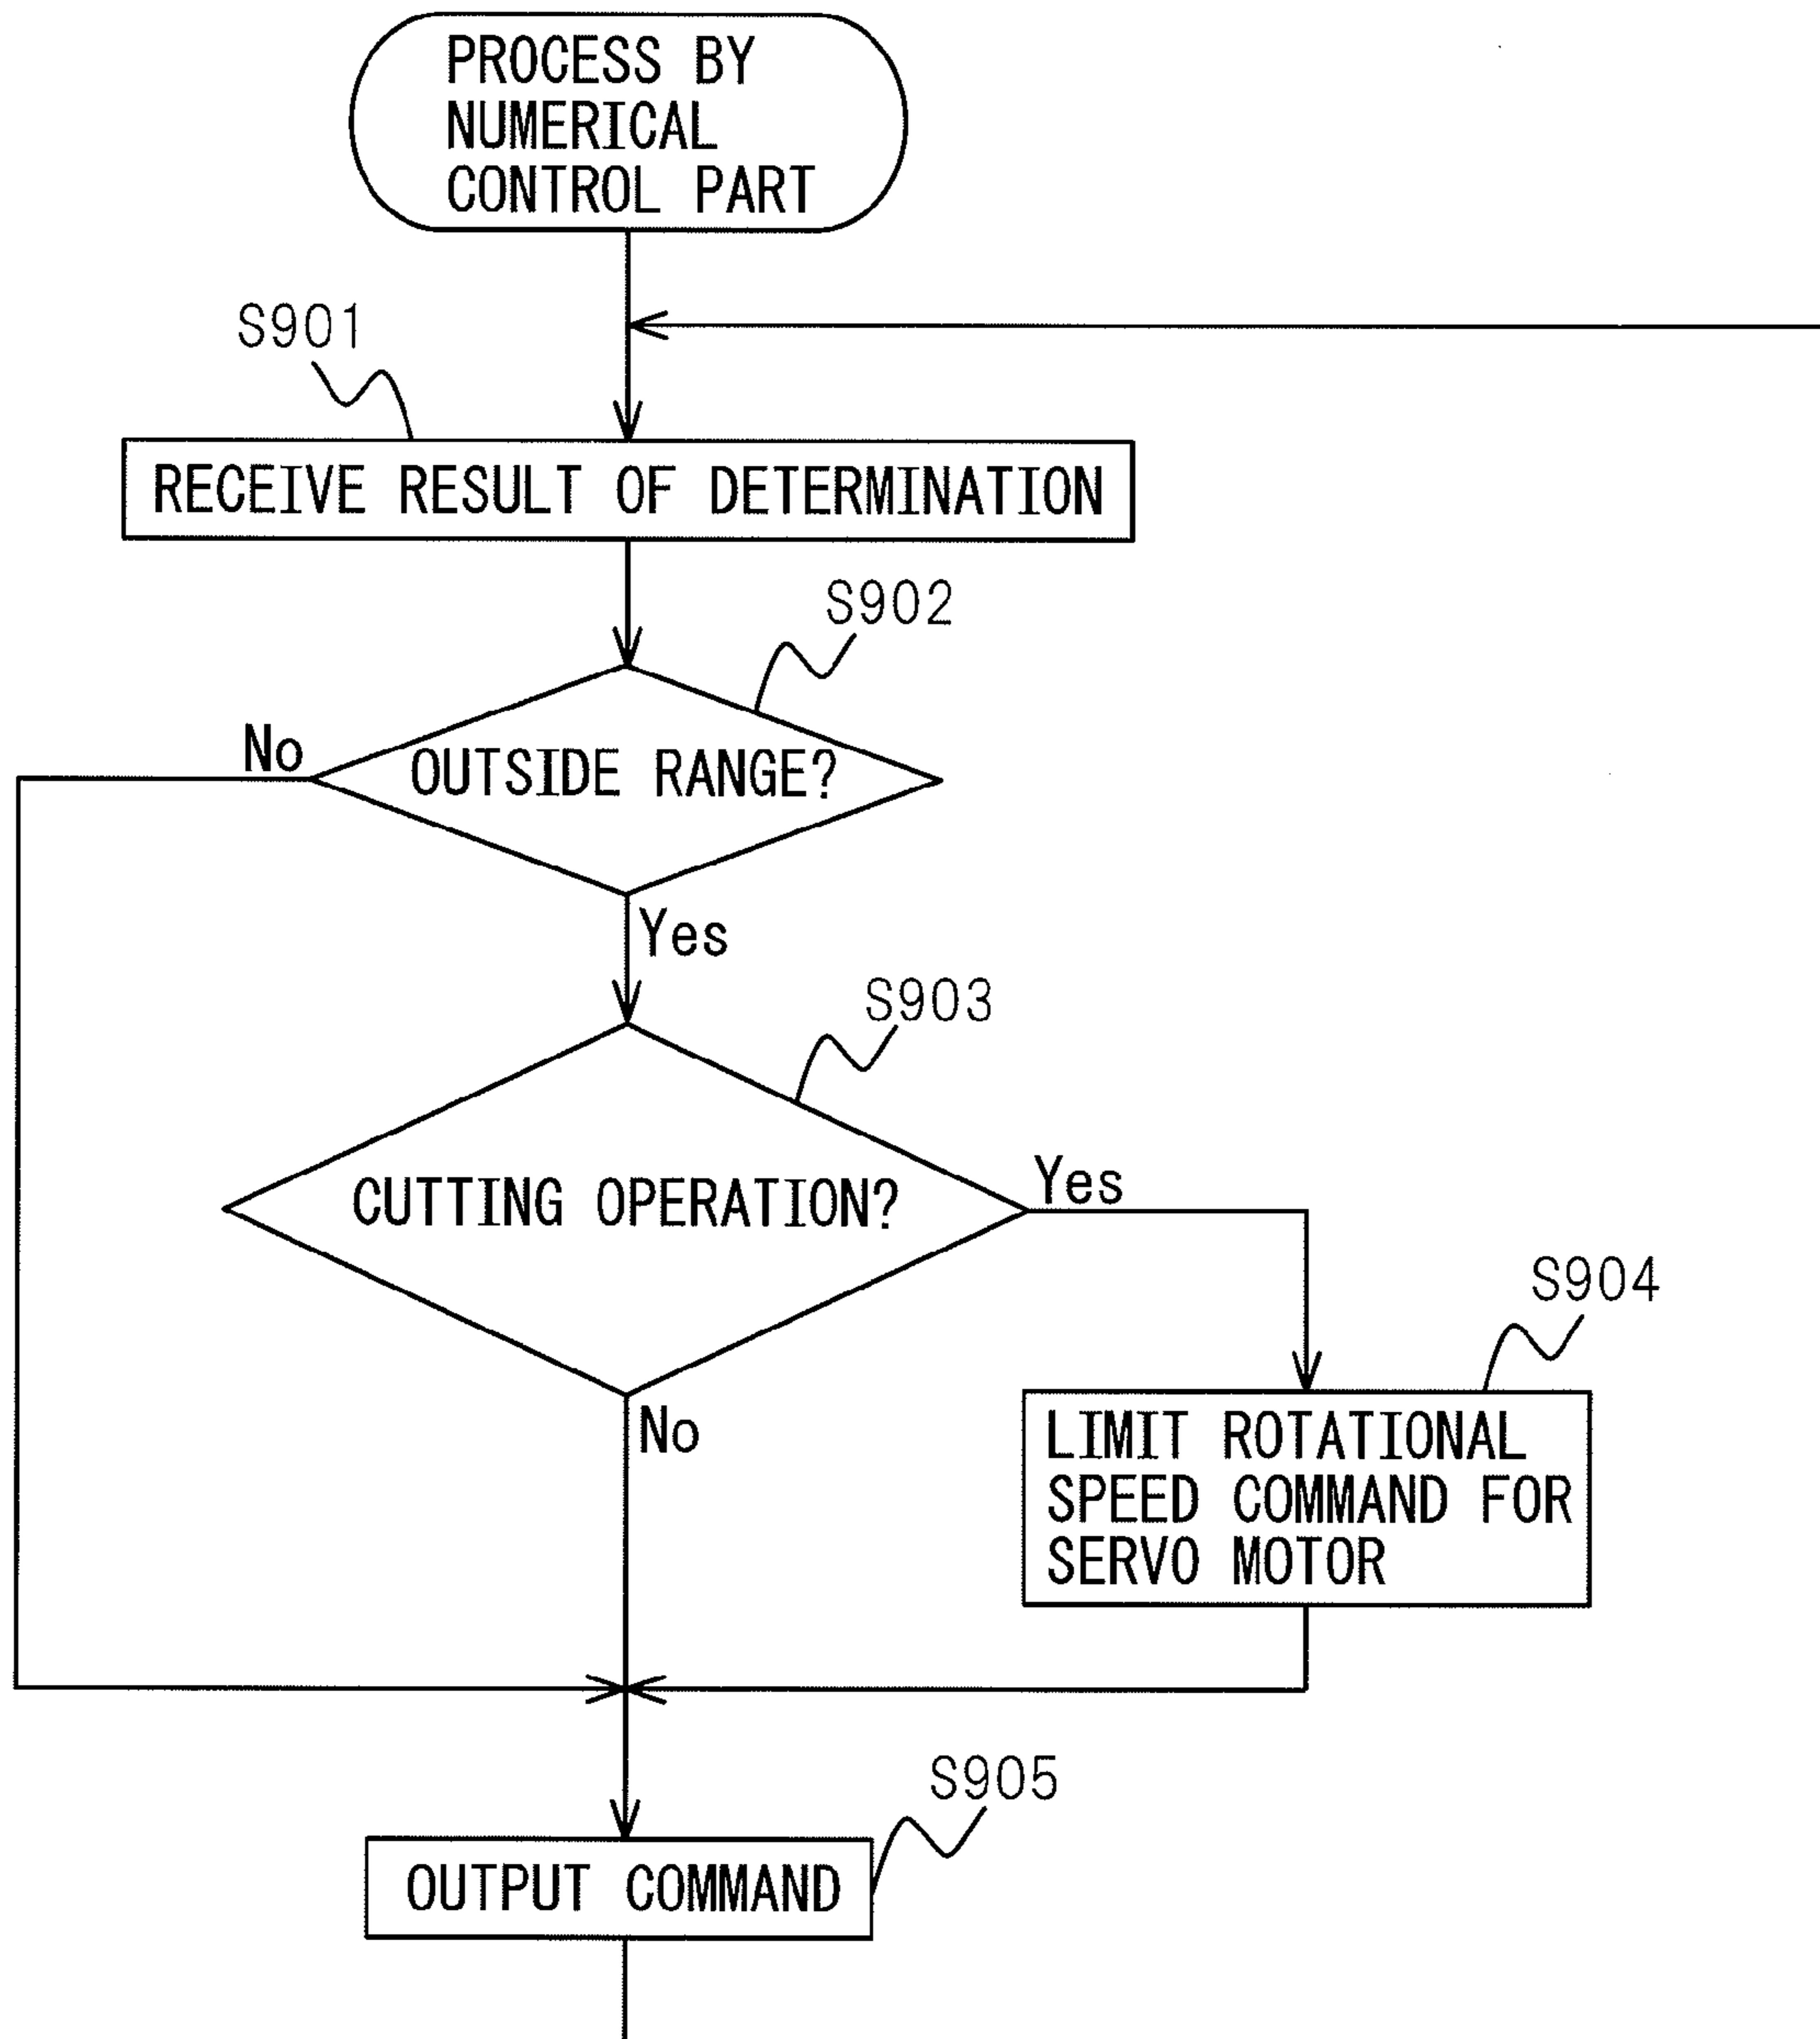 PROCESS BY
NUMERICAL
CONTROL PART
S901
RECEIVE RESULT OF DETERMINATION
S902
No
OUTSIDE RANGE?
Yes
S903
CUTTING OPERATION?
Yes
S904
No
LIMIT ROTATIONAL
SPEED COMMAND FOR
SERVO MOTOR
S905
OUTPUT COMMAND